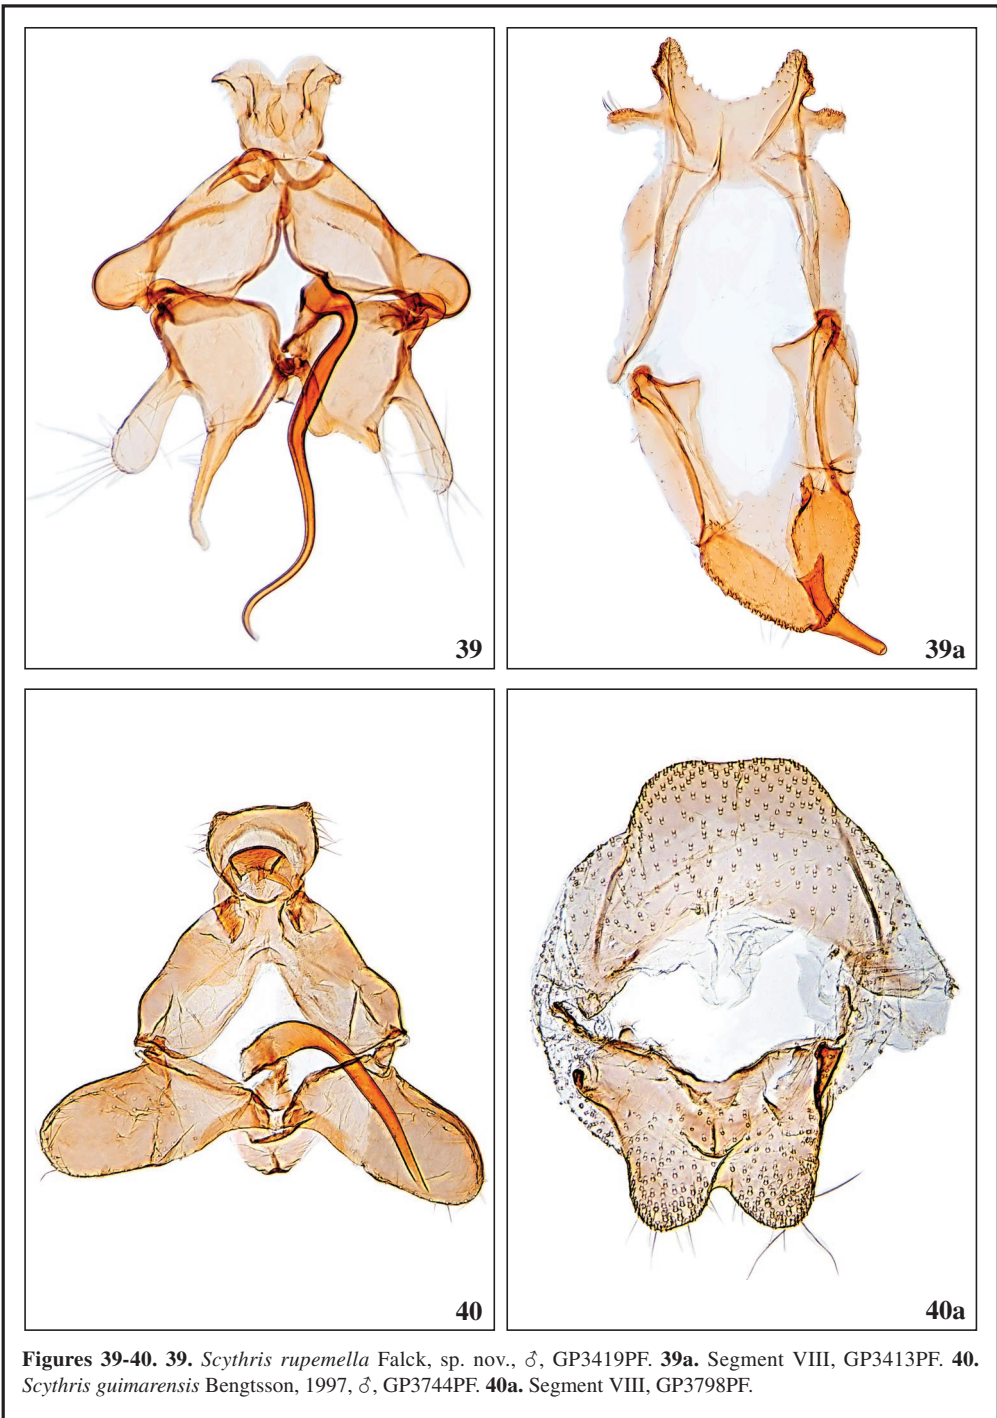 39
39a
40
40a
Figures 39-40. 39. Scythris rupemella Falck, sp. nov., ♂, GP3419PF. 39a. Segment VIII, GP3413PF. 40.
Scythris guimarensis Bengtsson, 1997, ♂, GP3744PF. 40a. Segment VIII, GP3798PF.